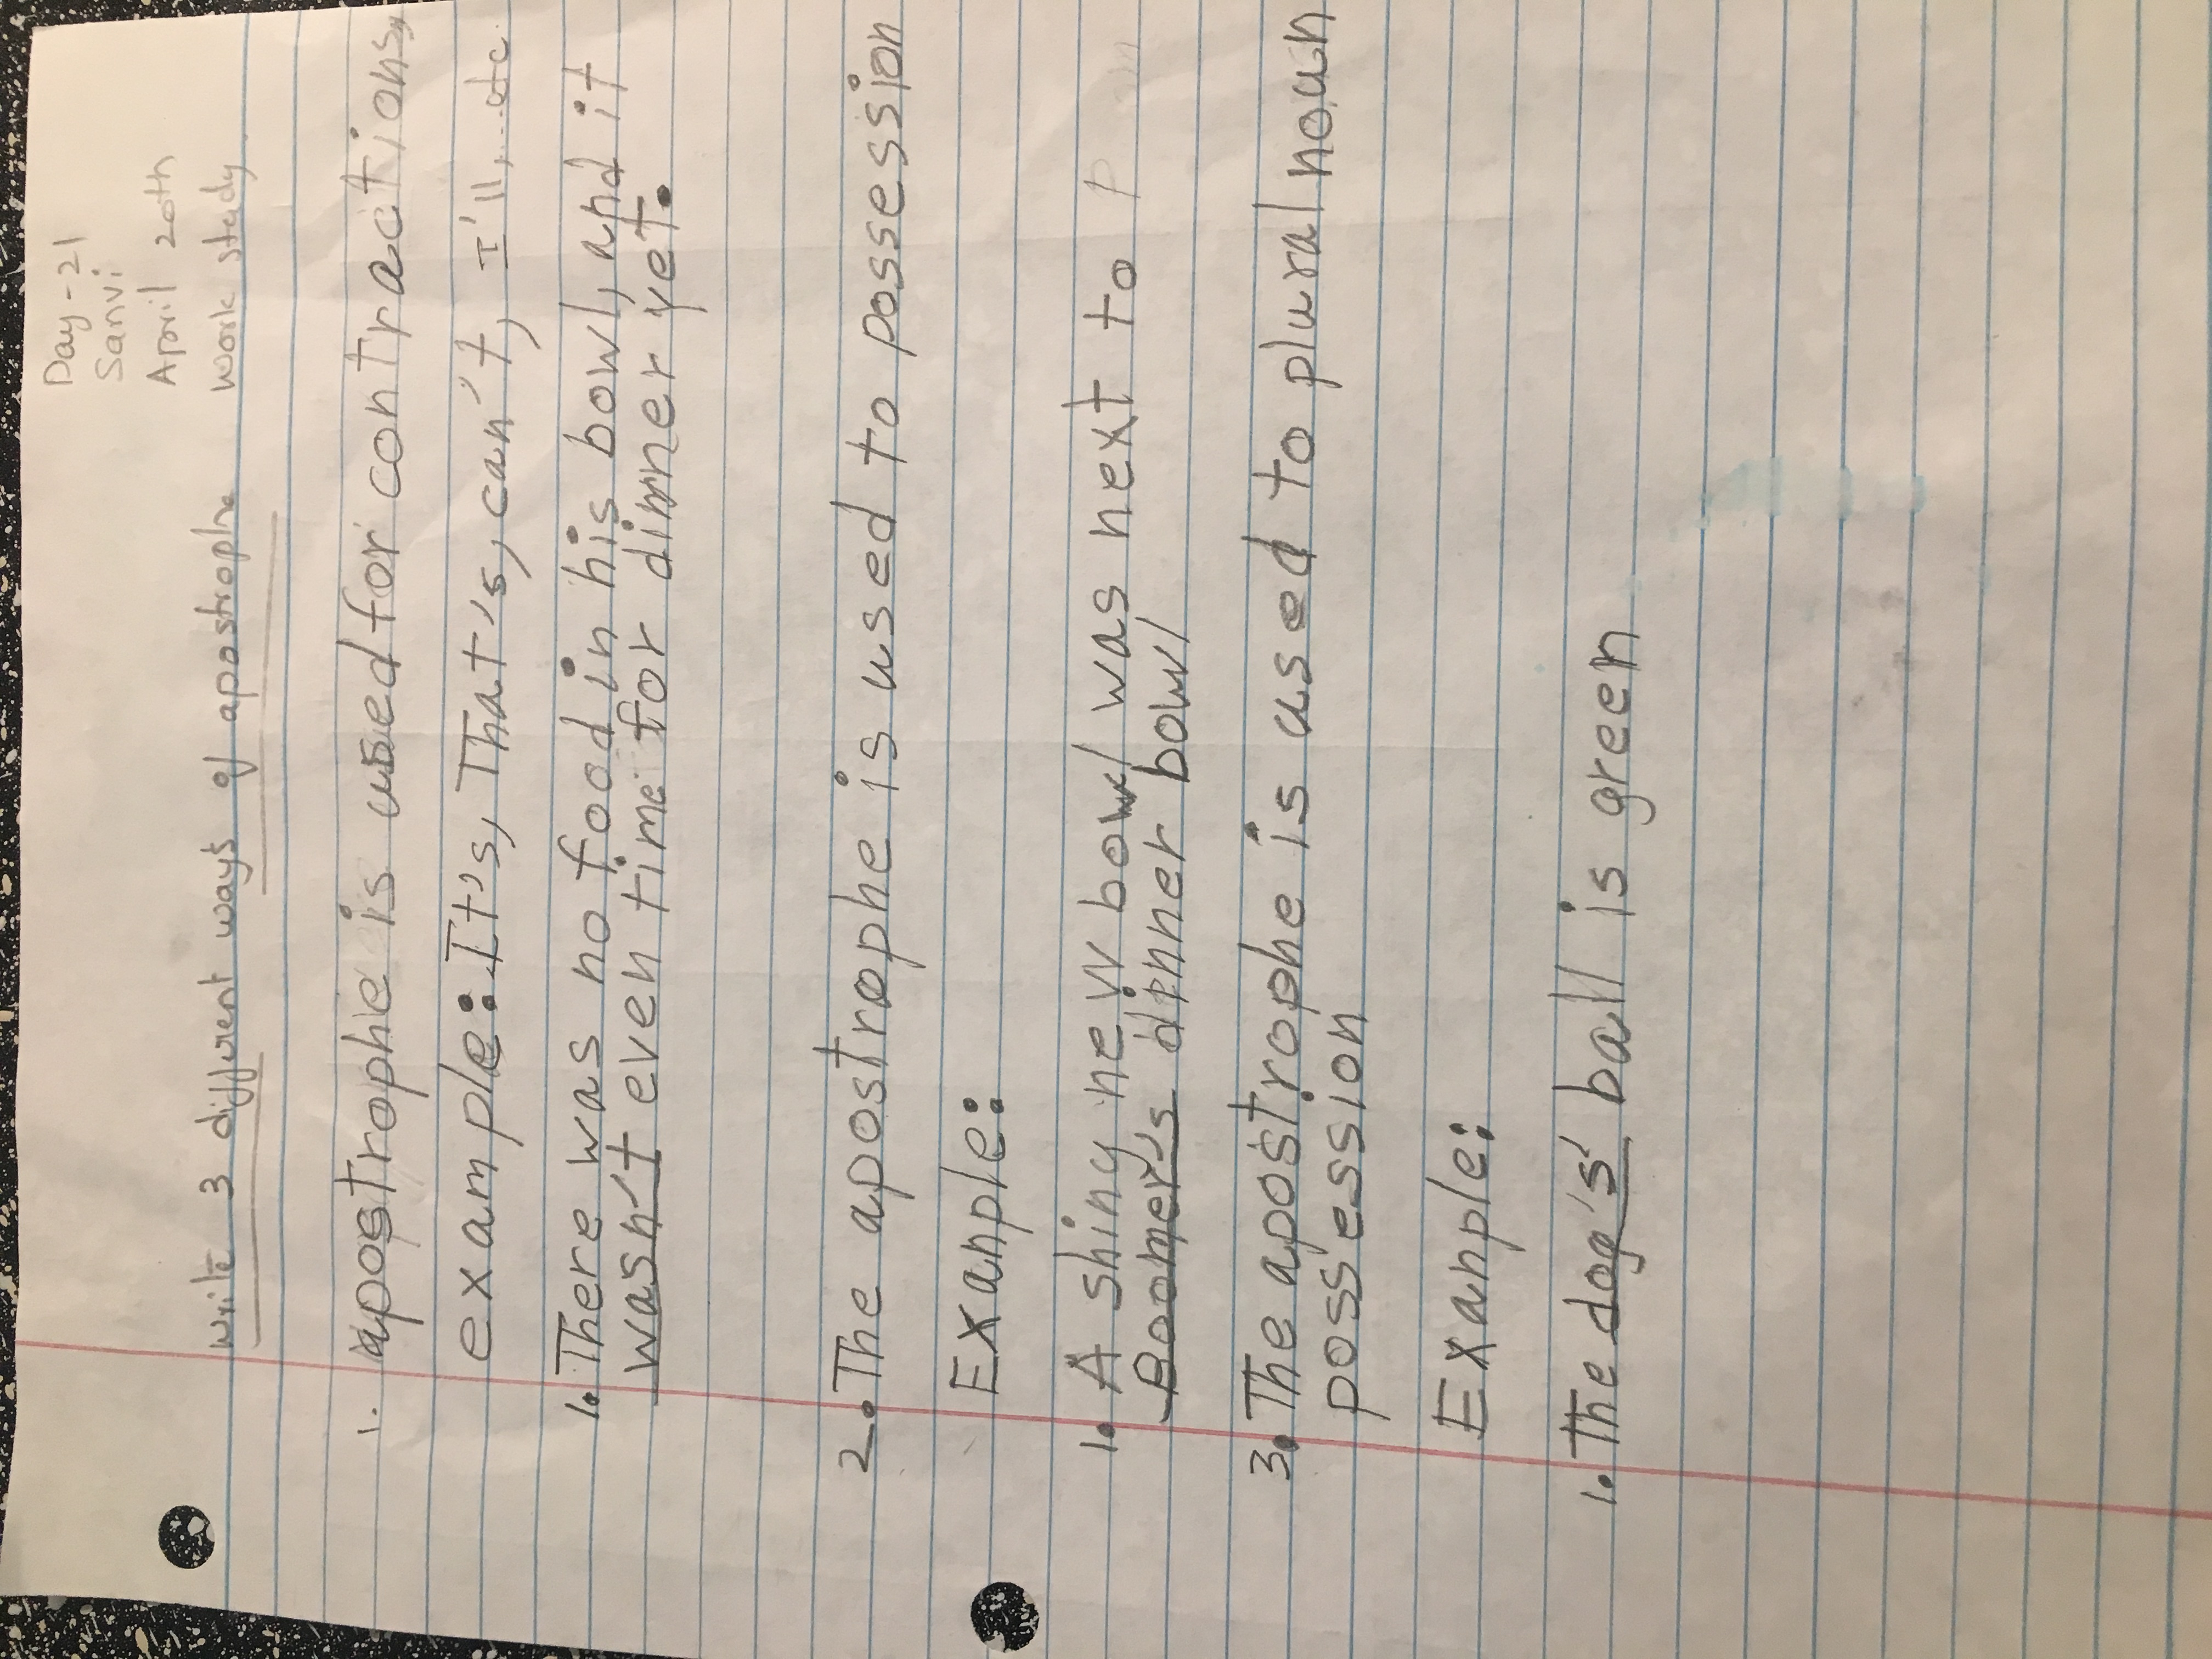 Day-21
Sanvi
April 20th
Work study
Write 3 different ways of apostrophe
1. apostrophe is used for contractions,
example: It's, That's, can't, I'll, ...etc.
1. There was no food in his bowl, and it
wasn't even time for dinner yet.
2. The apostrophe is used to possession
Exanple:
1. A shiny new bowl was next to
Boomer's dinner bowl
3. The apostrophe is used to plural noun
possession
Exanple:
1. The dog's' ball is green